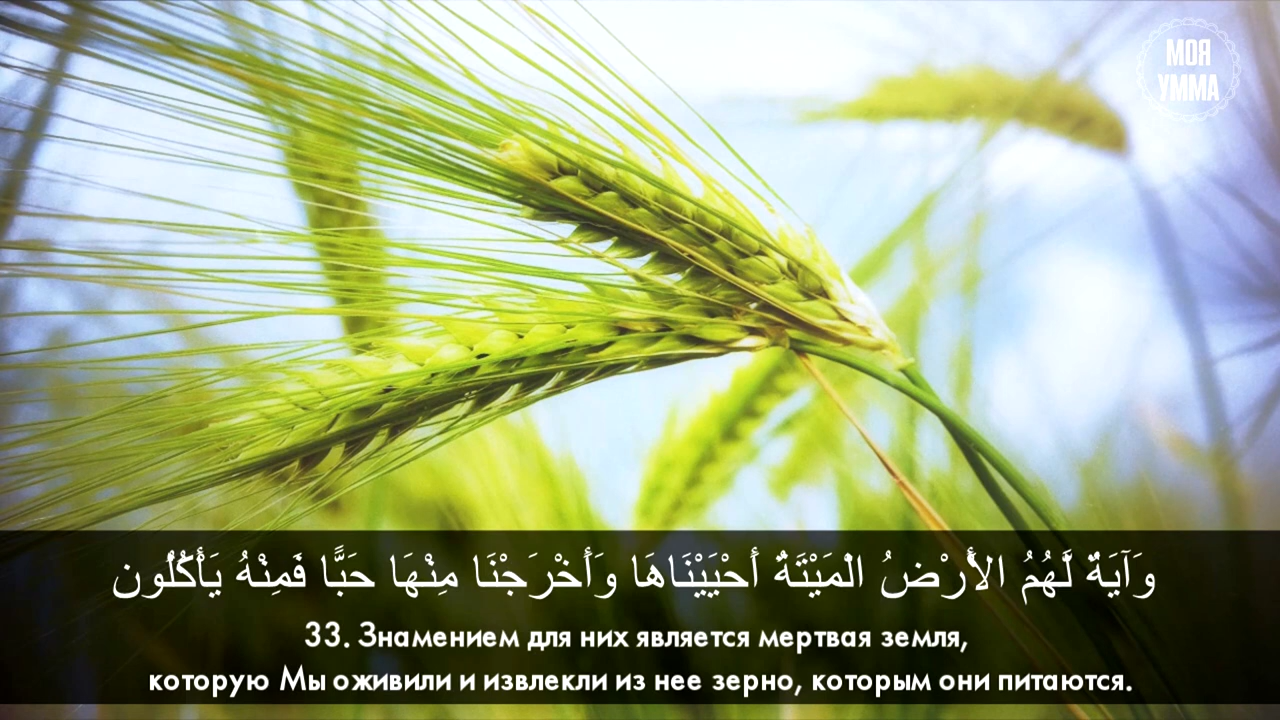 МОЯ
УММА
وَآيَةٌ لَّهُمُ الأَرْضُ الْمَيْتَةُ أَحْيَيْنَاهَا وَأَخْرَجْنَا مِنْهَا حَبًّا فَمِنْهُ يَأْكُلُون
33. Знамением для них является мертвая земля,
которую Мы оживили и извлекли из нее зерно, которым они питаются.